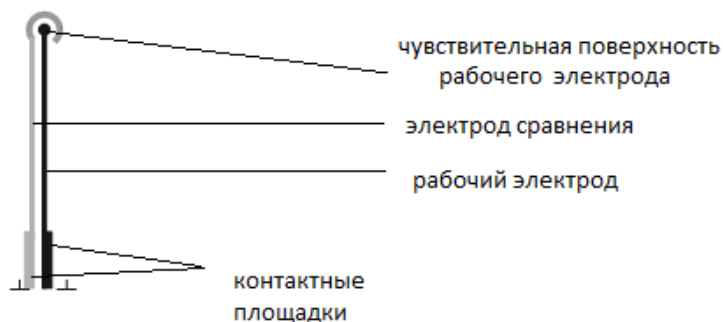 чувствительная поверхность
рабочего электрода
электрод сравнения
рабочий электрод
контактные
площадки